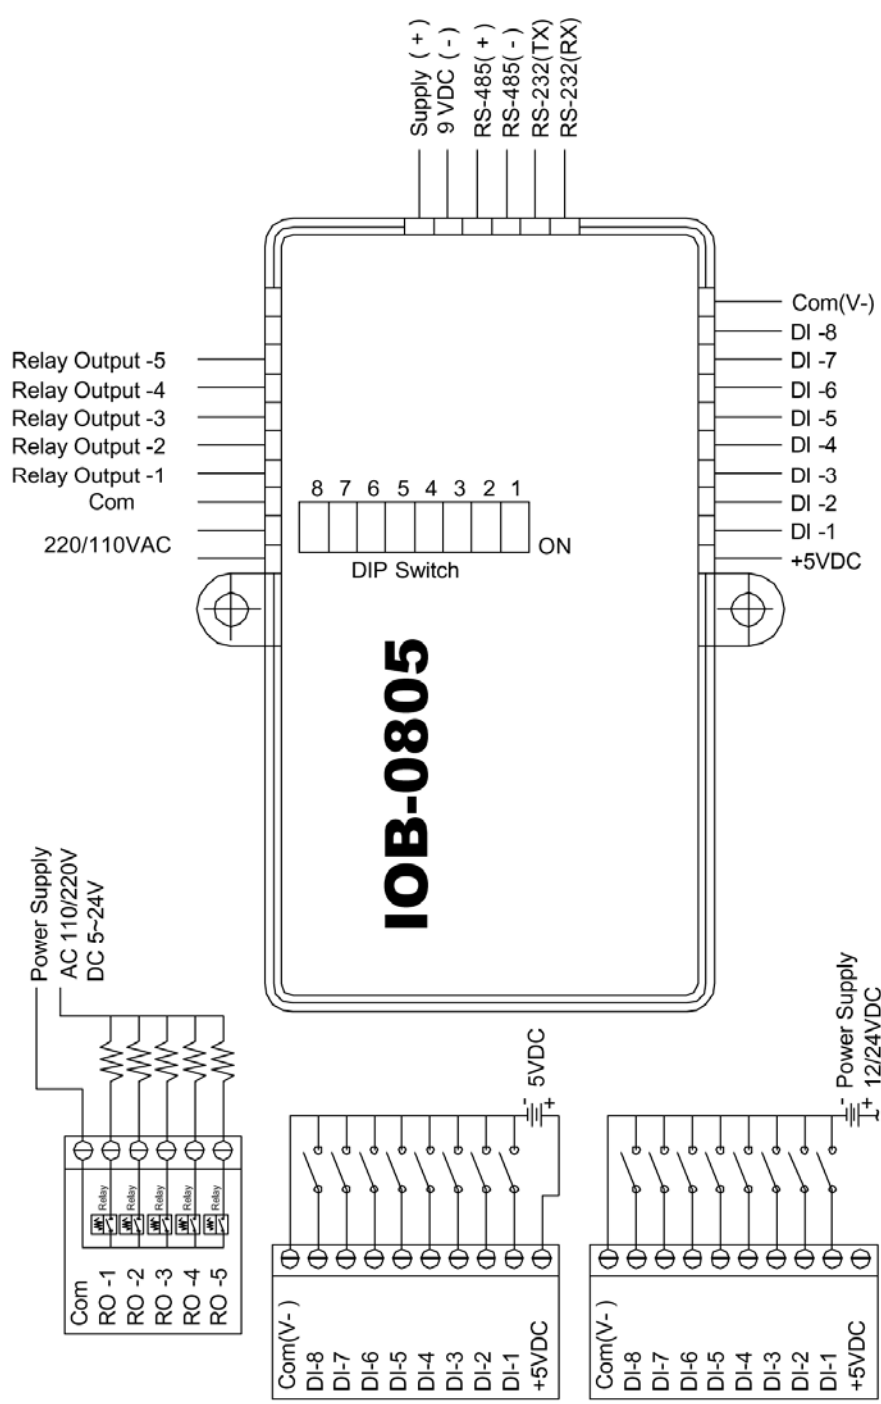 Supply ( + )
9 VDC ( - )
RS-485( + )
RS-485( - )
RS-232(TX)
RS-232(RX)
Relay Output -5
Relay Output -4
Relay Output -3
Relay Output -2
Relay Output -1
Com
220/110VAC
Com(V-)
DI -8
DI -7
DI -6
DI -5
DI -4
DI -3
DI -2
DI -1
+5VDC
8 7 6 5 4 3 2 1
ON
DIP Switch
IOB-0805
Power Supply
AC 110/220V
DC 5~24V
Relay
Relay
Relay
Relay
Relay
Com
RO -1
RO -2
RO -3
RO -4
RO -5
- +
5VDC
Com(V- )
DI-8
DI-7
DI-6
DI-5
DI-4
DI-3
DI-2
DI-1
+5VDC
- + ~
Power Supply
12/24VDC
Com(V- )
DI-8
DI-7
DI-6
DI-5
DI-4
DI-3
DI-2
DI-1
+5VDC